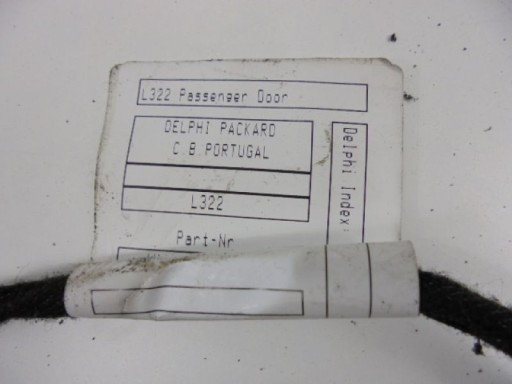 L322 Passenger Door
DELPHI PACKARD
C.B.PORTUGAL
L322
Delphi Index:
Part-Nr